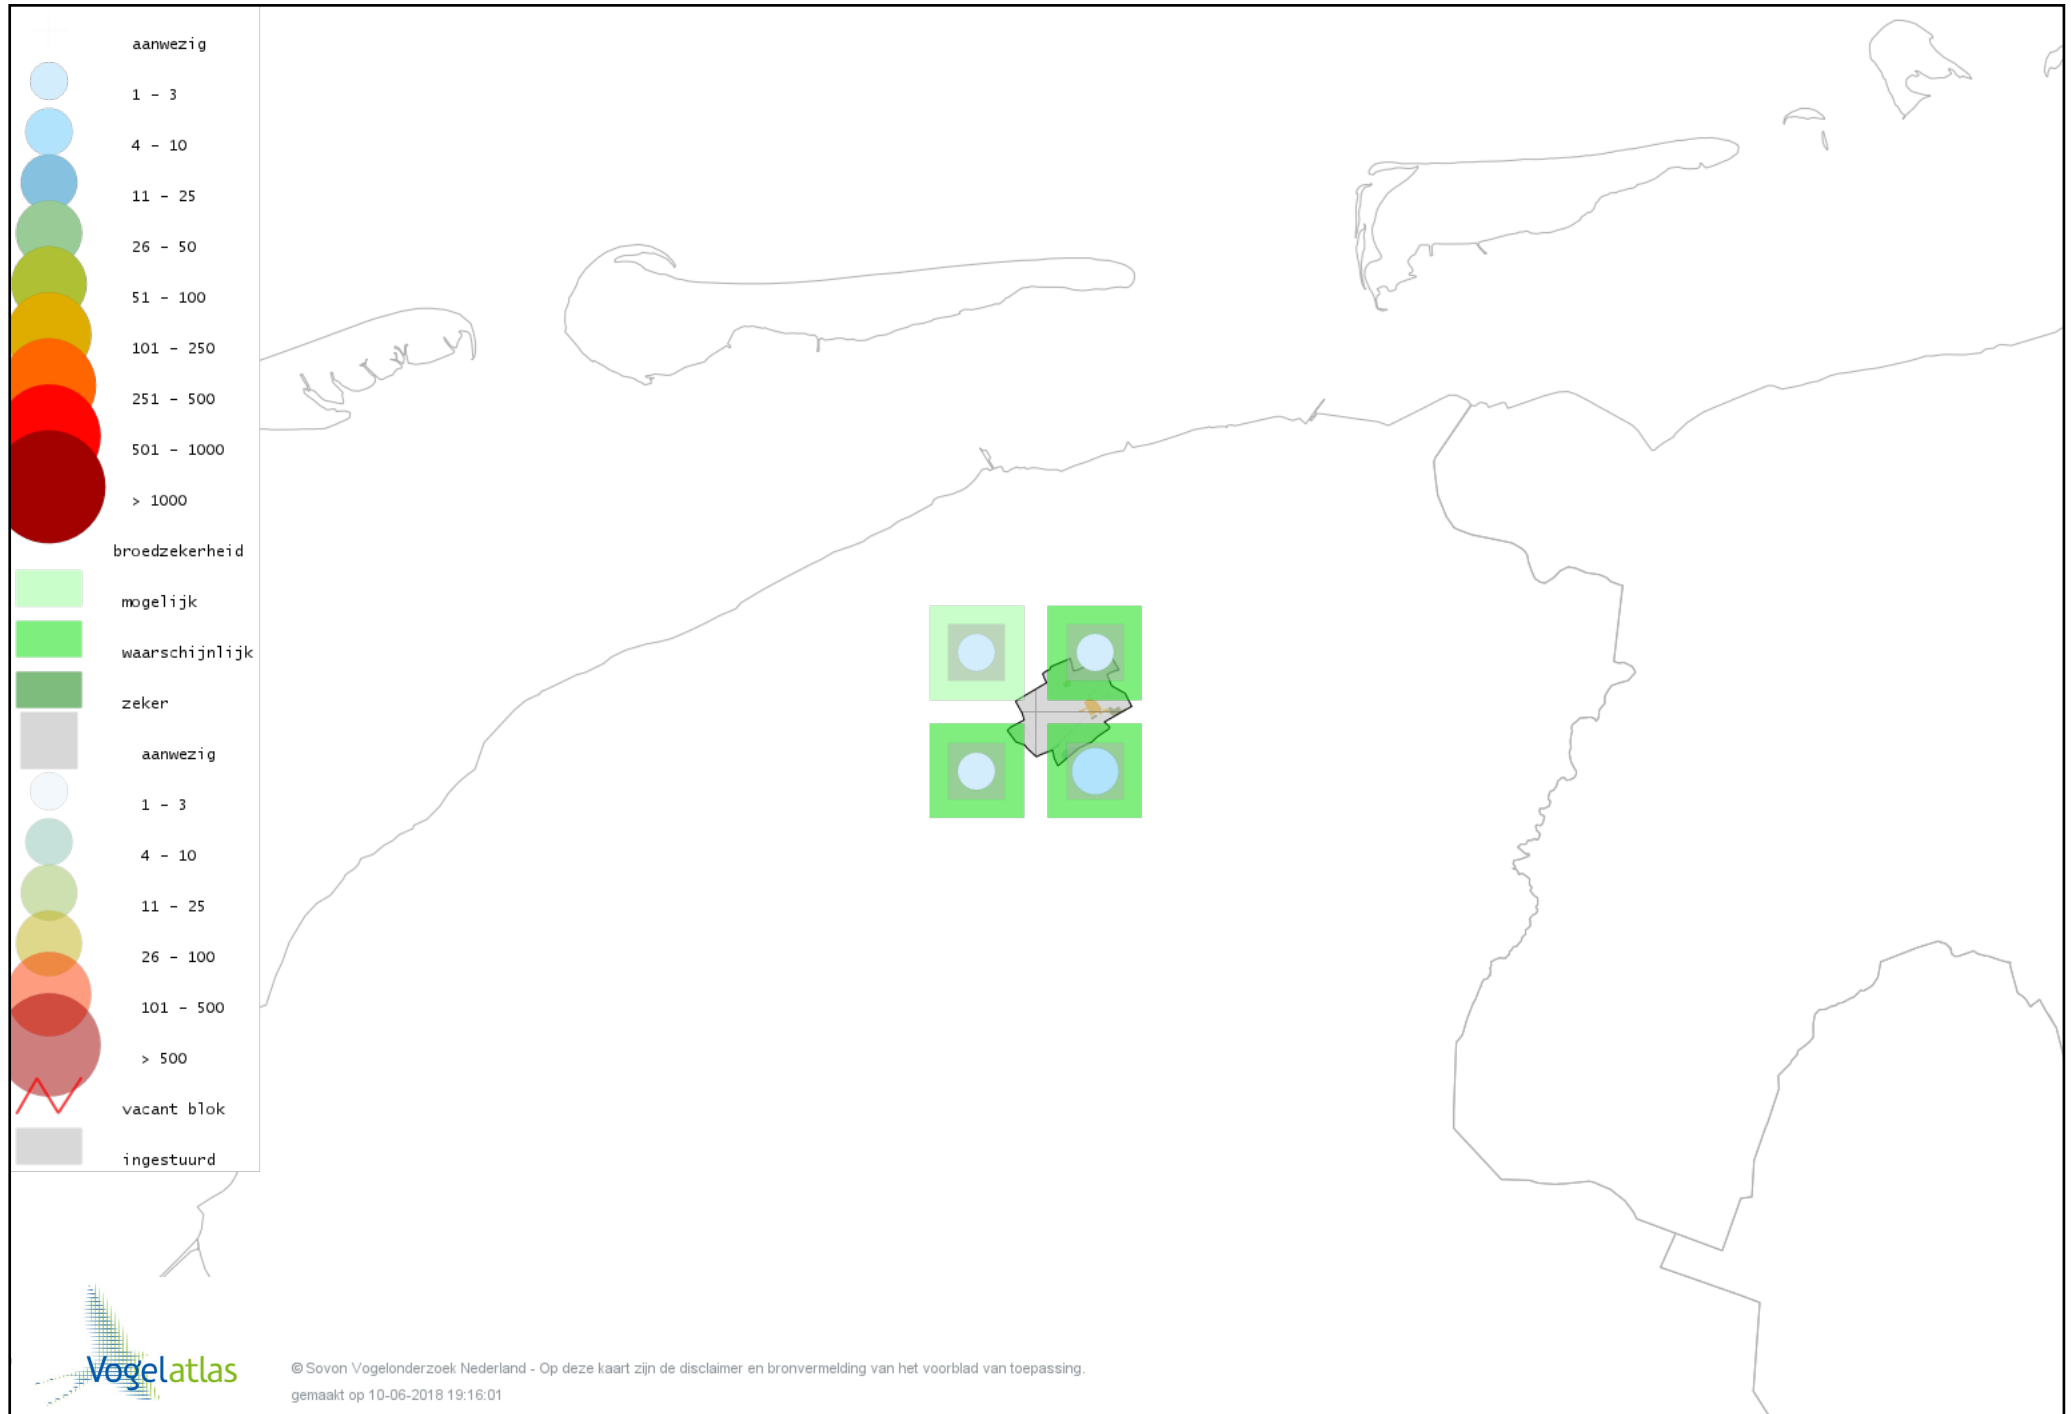 aanwezig
1 - 3
4 - 10
11 - 25
26 - 50
51 - 100
101 - 250
251 - 500
501 - 1000
> 1000
broedzekerheid
mogelijk
waarschijnlijk
zeker
aanwezig
1 - 3
4 - 10
11 - 25
26 - 100
101 - 500
> 500
vacant blok
ingestuurd
Vogelatlas
© Sovon Vogelonderzoek Nederland - Op deze kaart zijn de disclaimer en bronvermelding van het voorblad van toepassing.
gemaakt op 10-06-2018 19:16:01